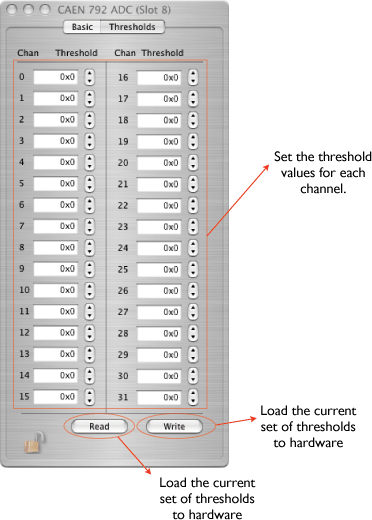 CAEN 792 ADC (Slot 8)
Basic Thresholds
Chan Threshold Chan Threshold
0 0x0 16 0x0
1 0x0 17 0x0
2 0x0 18 0x0
3 0x0 19 0x0
4 0x0 20 0x0
5 0x0 21 0x0
6 0x0 22 0x0
7 0x0 23 0x0
8 0x0 24 0x0
9 0x0 25 0x0
10 0x0 26 0x0
11 0x0 27 0x0
12 0x0 28 0x0
13 0x0 29 0x0
14 0x0 30 0x0
15 0x0 31 0x0
Read Write
Set the threshold
values for each
channel.
Load the current
set of thresholds
to hardware
Load the current
set of thresholds
to hardware